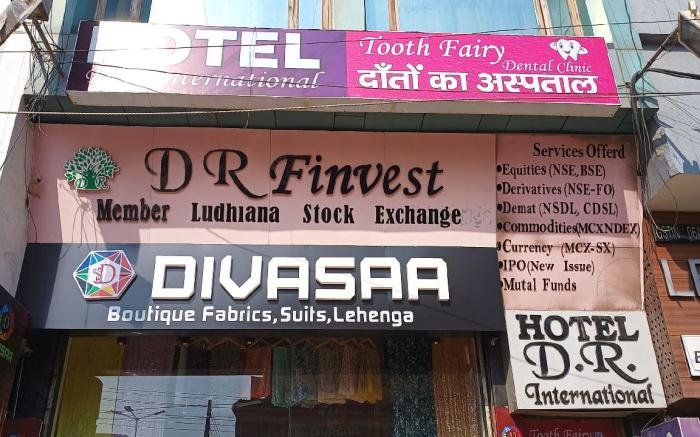 HOTEL
International
Tooth Fairy
Dental Clinic
दाँतों का अस्पताल
D R Finvest
Member Ludhiana Stock Exchange
Services Offerd
•Equities (NSE,BSE)
•Derivatives (NSE-FO)
•Demat (NSDL, CDSL)
•Commodities(MCXNDEX)
•Currency (MCX-SX)
•IPO(New Issue)
•Mutal Funds
DIVASAA
Boutique Fabrics,Suits,Lehenga
HOTEL
D.R.
International
DIVASAA
Tooth Fairy